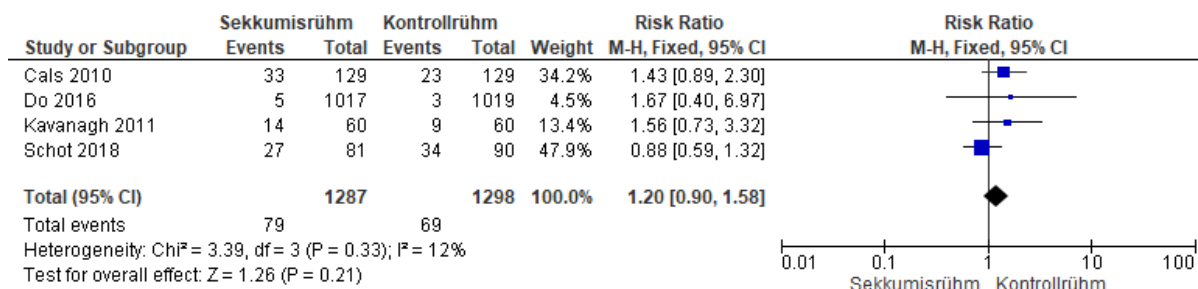 Sekkumisrühm Kontrollrühm Risk Ratio Risk Ratio
Study or Subgroup Events Total Events Total Weight M-H, Fixed, 95% CI M-H, Fixed, 95% CI
Cals 2010 33 129 23 129 34.2% 1.43 [0.89, 2.30]
Do 2016 5 1017 3 1019 4.5% 1.67 [0.40, 6.97]
Kavanagh 2011 14 60 9 60 13.4% 1.56 [0.73, 3.32]
Schot 2018 27 81 34 90 47.9% 0.88 [0.59, 1.32]
Total (95% CI) 1287 1298 100.0% 1.20 [0.90, 1.58]
Total events 79 69
Heterogeneity: Chi² = 3.39, df = 3 (P = 0.33); I² = 12%
Test for overall effect: Z = 1.26 (P = 0.21)
0.01 0.1 1 10 100
Sekkumisrühm Kontrollrühm